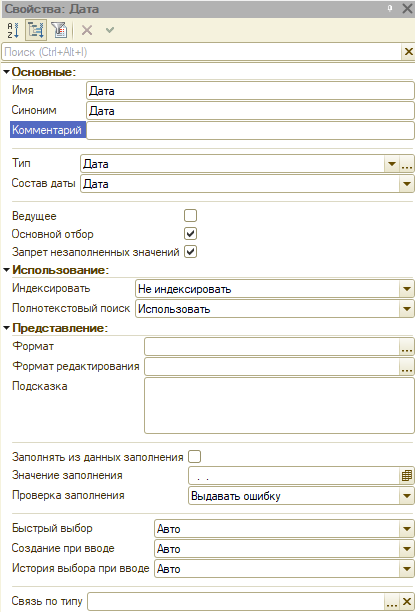 Свойства: Дата
Поиск (Ctrl+Alt+I)
Основные:
Имя Дата
Синоним Дата
Комментарий
Тип Дата
Состав даты Дата
Ведущее
Основной отбор
Запрет незаполненных значений
Использование:
Индексировать Не индексировать
Полнотекстовый поиск Использовать
Представление:
Формат
Формат редактирования
Подсказка
Заполнять из данных заполнения
Значение заполнения . .
Проверка заполнения Выдавать ошибку
Быстрый выбор Авто
Создание при вводе Авто
История выбора при вводе Авто
Связь по типу